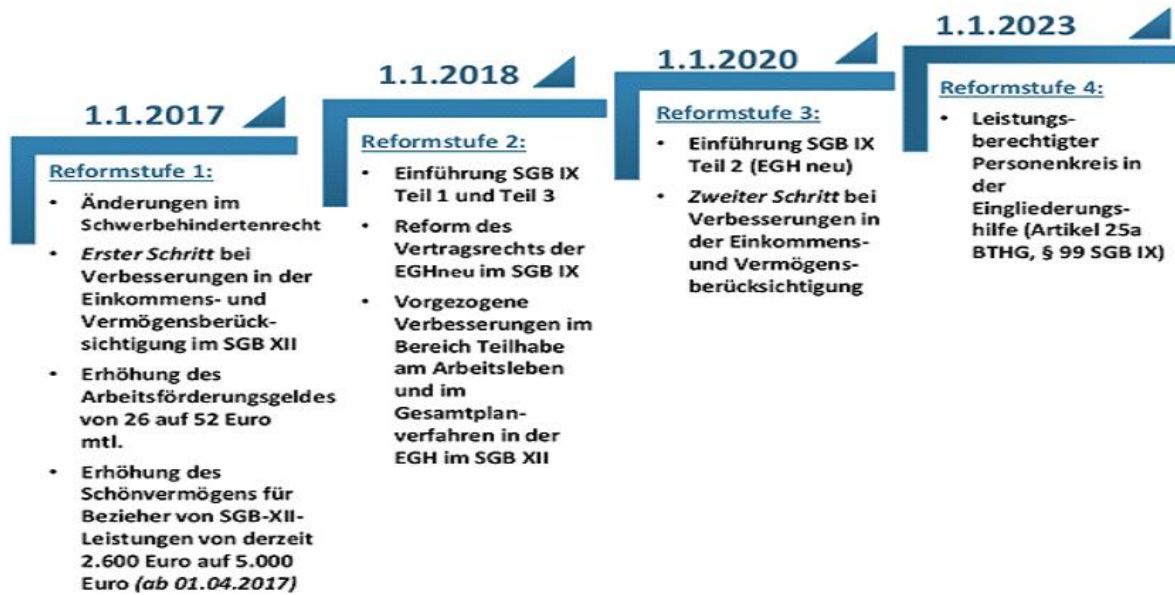 1.1.2017
Reformstufe 1:
• Änderungen im
Schwerbehindertenrecht
• Erster Schritt bei
Verbesserungen in der
Einkommens- und
Vermögensberück-
sichtigung im SGB XII
• Erhöhung des
Arbeitsförderungsgeldes
von 26 auf 52 Euro
mtl.
• Erhöhung des
Schönvermögens für
Bezieher von SGB-XII-
Leistungen von derzeit
2.600 Euro auf 5.000
Euro (ab 01.04.2017)
1.1.2018
Reformstufe 2:
• Einführung SGB IX
Teil 1 und Teil 3
• Reform des
Vertragsrechts der
EGHneu im SGB IX
• Vorgezogene
Verbesserungen im
Bereich Teilhabe
am Arbeitsleben
und im
Gesamtplan-
verfahren in der
EGH im SGB XII
1.1.2020
Reformstufe 3:
• Einführung SGB IX
Teil 2 (EGH neu)
• Zweiter Schritt bei
Verbesserungen in
der Einkommens-
und Vermögens-
berücksichtigung
1.1.2023
Reformstufe 4:
• Leistungs-
berechtigter
Personenkreis in
der
Eingliederungs-
hilfe (Artikel 25a
BTHG, § 99 SGB IX)